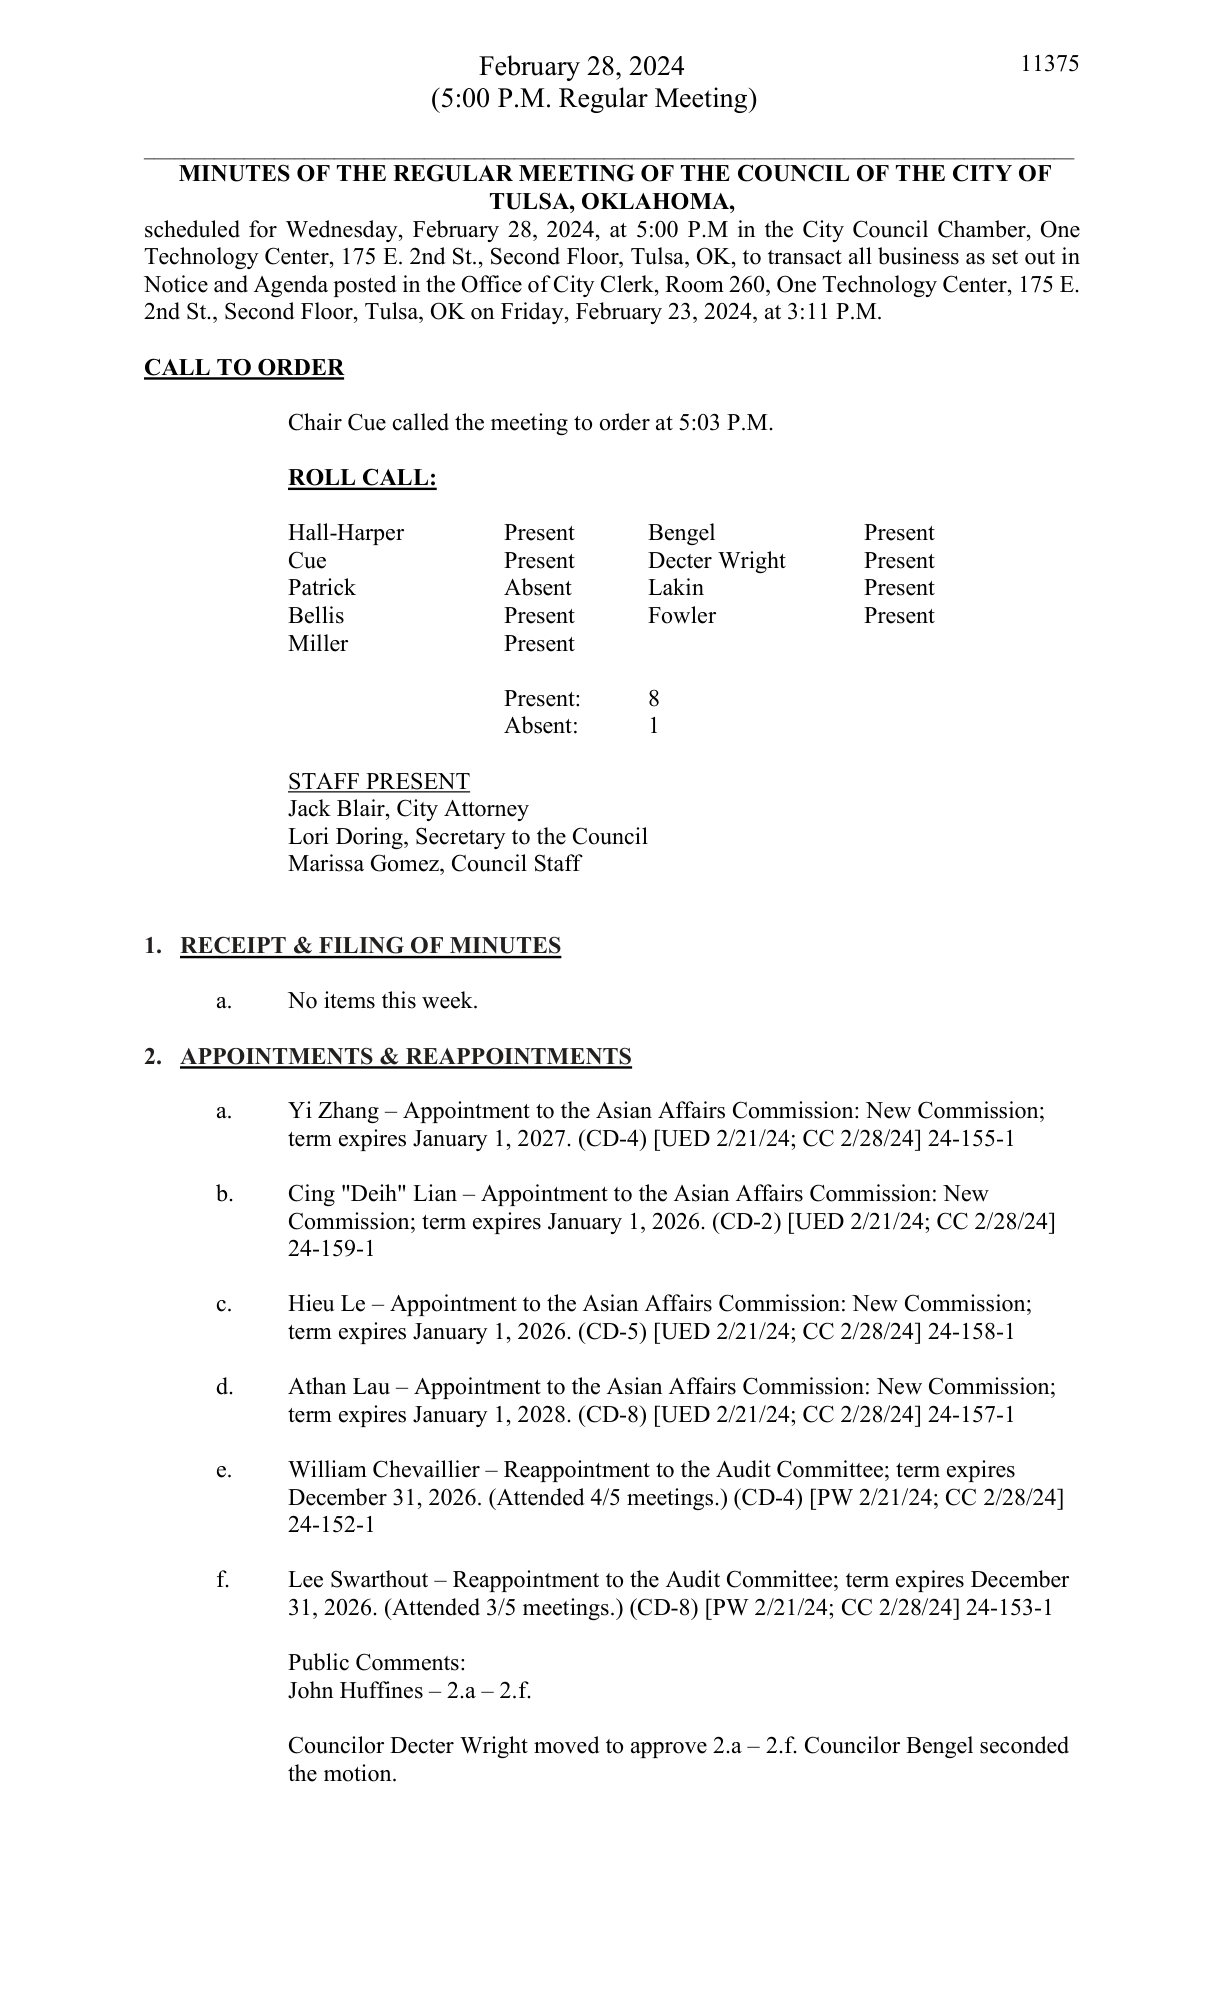 February 28, 2024
11375
(5:00 P.M. Regular Meeting)
MINUTES OF THE REGULAR MEETING OF THE COUNCIL OF THE CITY OF
TULSA, OKLAHOMA,
scheduled for Wednesday, February 28, 2024, at 5:00 P.M in the City Council Chamber, One
Technology Center, 175 E. 2nd St., Second Floor, Tulsa, OK, to transact all business as set out in
Notice and Agenda posted in the Office of City Clerk, Room 260, One Technology Center, 175 E.
2nd St., Second Floor, Tulsa, OK on Friday, February 23, 2024, at 3:11 P.M.
CALL TO ORDER
Chair Cue called the meeting to order at 5:03 P.M.
ROLL CALL:
Hall-Harper Present Bengel Present
Cue Present Decter Wright Present
Patrick Absent Lakin Present
Bellis Present Fowler Present
Miller Present
Present: 8
Absent: 1
STAFF PRESENT
Jack Blair, City Attorney
Lori Doring, Secretary to the Council
Marissa Gomez, Council Staff
1. RECEIPT & FILING OF MINUTES
a. No items this week.
2. APPOINTMENTS & REAPPOINTMENTS
a. Yi Zhang – Appointment to the Asian Affairs Commission: New Commission;
term expires January 1, 2027. (CD-4) [UED 2/21/24; CC 2/28/24] 24-155-1
b. Cing "Deih" Lian – Appointment to the Asian Affairs Commission: New
Commission; term expires January 1, 2026. (CD-2) [UED 2/21/24; CC 2/28/24]
24-159-1
c. Hieu Le – Appointment to the Asian Affairs Commission: New Commission;
term expires January 1, 2026. (CD-5) [UED 2/21/24; CC 2/28/24] 24-158-1
d. Athan Lau – Appointment to the Asian Affairs Commission: New Commission;
term expires January 1, 2028. (CD-8) [UED 2/21/24; CC 2/28/24] 24-157-1
e. William Chevaillier – Reappointment to the Audit Committee; term expires
December 31, 2026. (Attended 4/5 meetings.) (CD-4) [PW 2/21/24; CC 2/28/24]
24-152-1
f. Lee Swarthout – Reappointment to the Audit Committee; term expires December
31, 2026. (Attended 3/5 meetings.) (CD-8) [PW 2/21/24; CC 2/28/24] 24-153-1
Public Comments:
John Huffines – 2.a – 2.f.
Councilor Decter Wright moved to approve 2.a – 2.f. Councilor Bengel seconded
the motion.